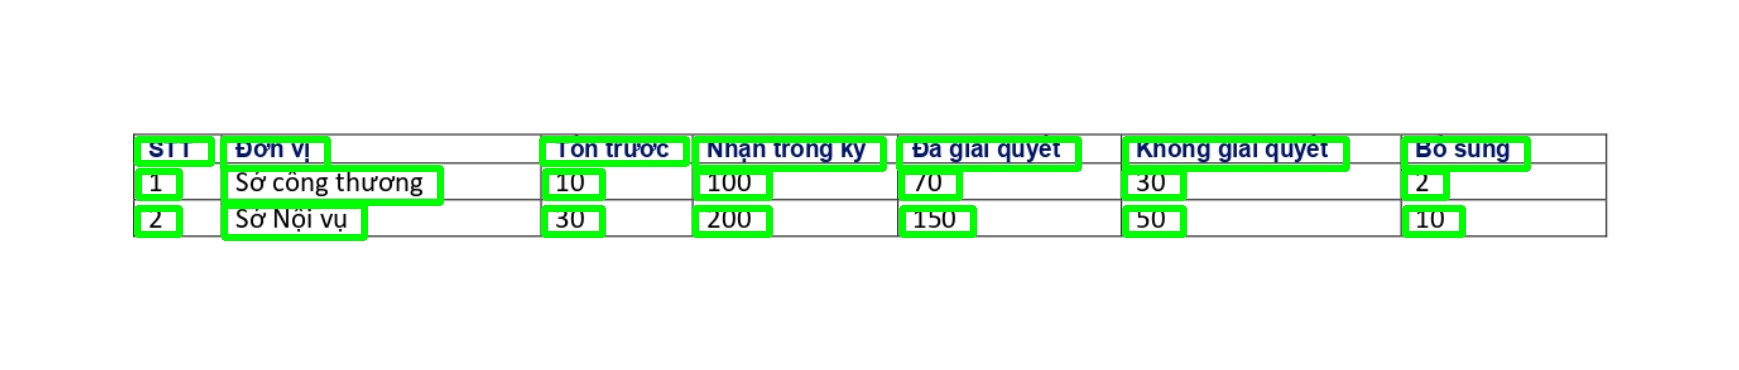 STT Đơn vị Tồn trước Nhận trong kỳ Đã giải quyết Không giải quyết Bổ sung
1 Sở công thương 10 100 70 30 2
2 Sở Nội vụ 30 200 150 50 10